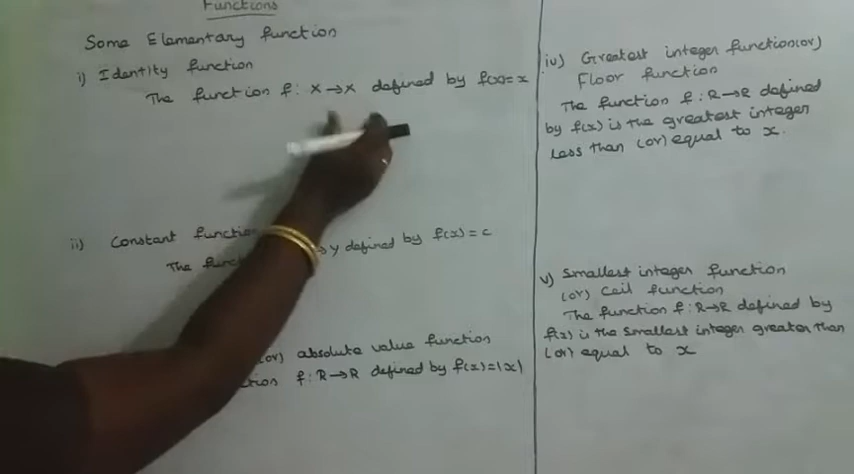 Functions
Some Elementary function
i) Identity function
The function f: X→X defined by f(x)=x
ii) Constant function
The →y defined by f(x)=c
(or) absolute value function
f:R→R defined by f(x)=|x|
iv) Greatest integer function(or)
Floor function
The function f:R→R defined
by f(x) is the greatest integer
less than (or) equal to x.
v) Smallest integer function
(or) Ceil function
The function f:R→R defined by
f(x) is the smallest integer greater than
(or) equal to x